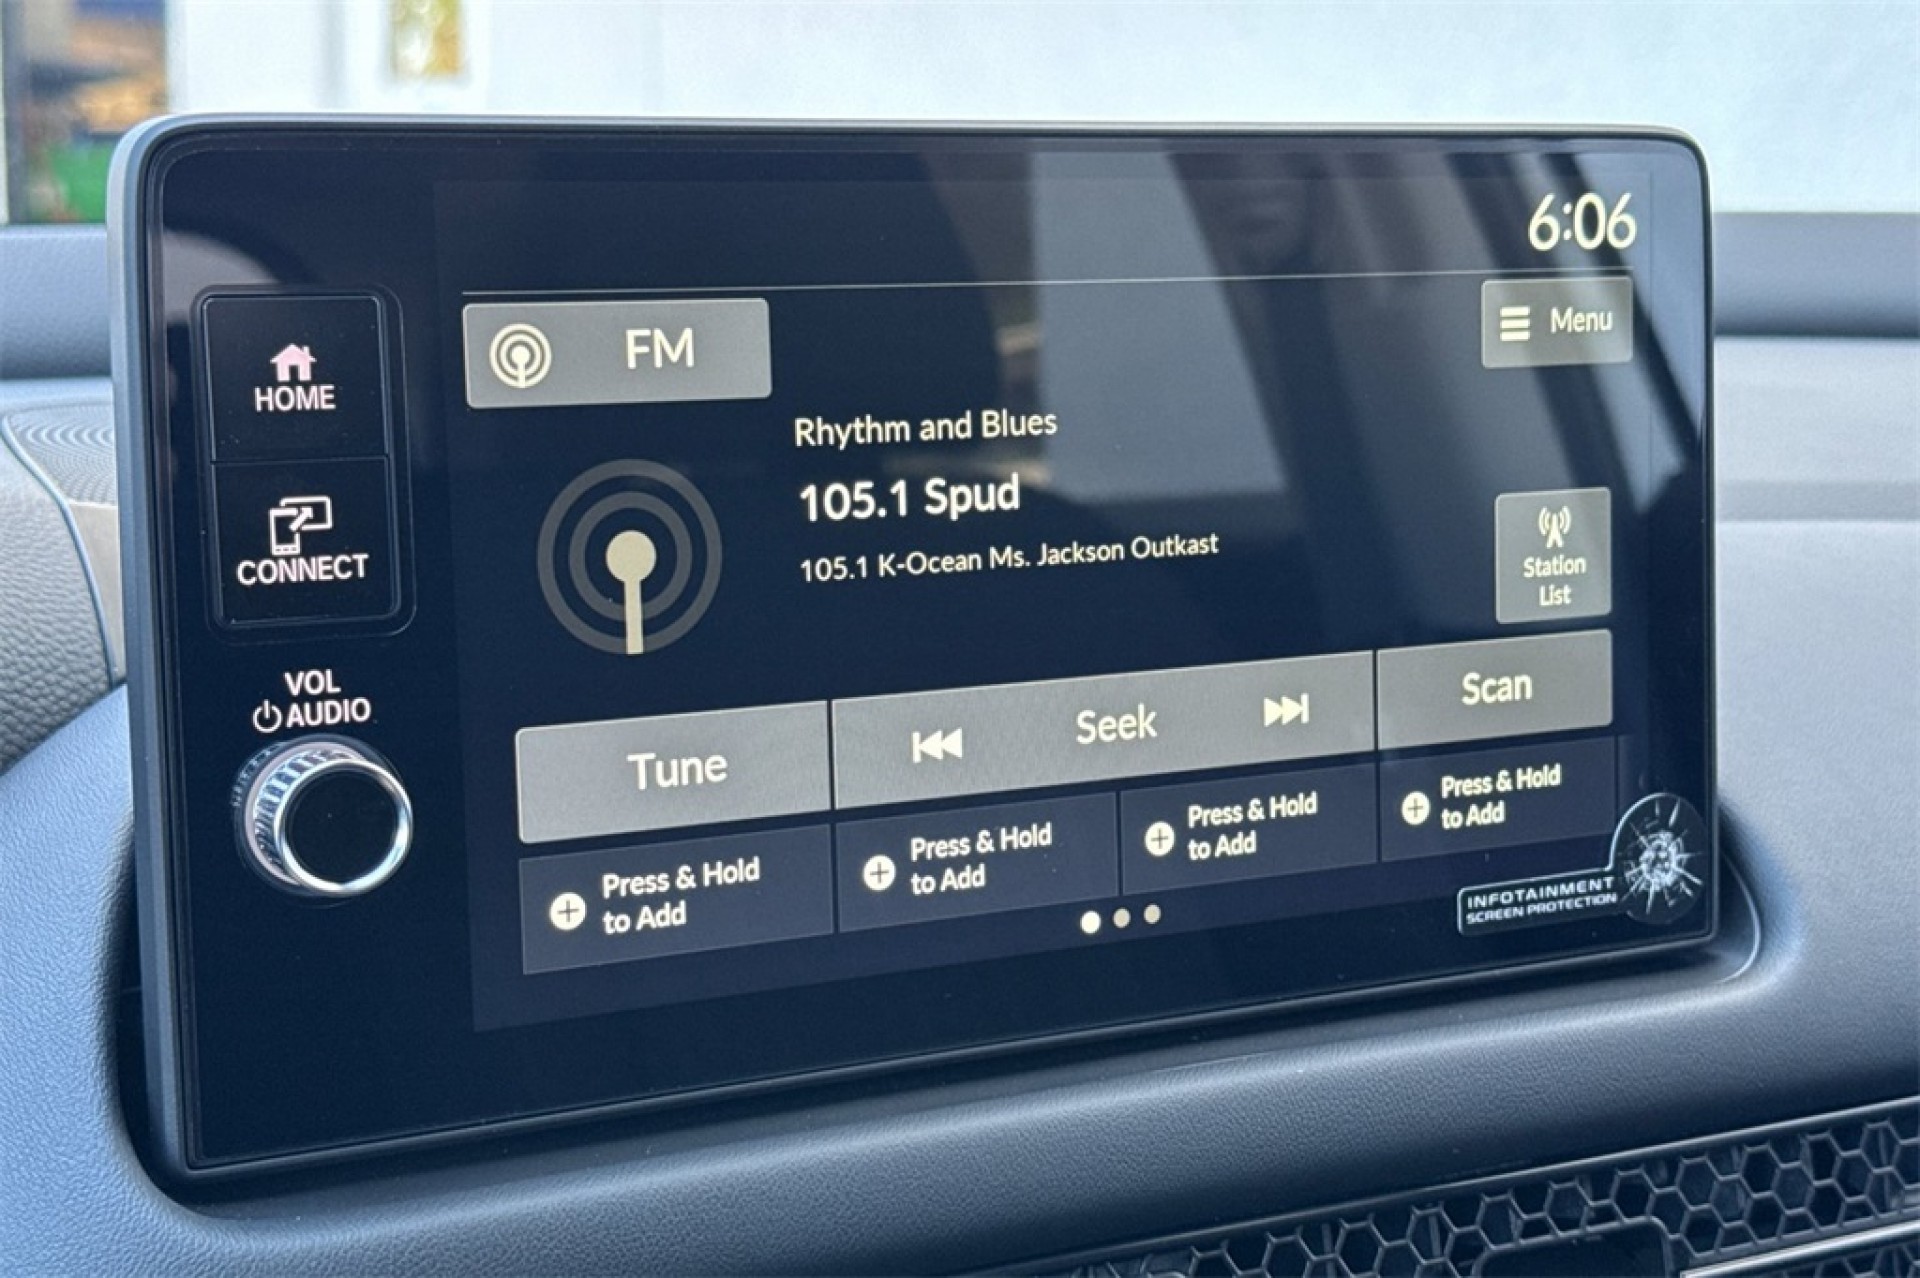 6:06
HOME
CONNECT
VOL
AUDIO
FM
Menu
Rhythm and Blues
105.1 Spud
105.1 K-Ocean Ms. Jackson Outkast
Station
List
Tune
Seek
Scan
Press & Hold
to Add
Press & Hold
to Add
Press & Hold
to Add
Press & Hold
to Add
INFOTAINMENT
SCREEN PROTECTION